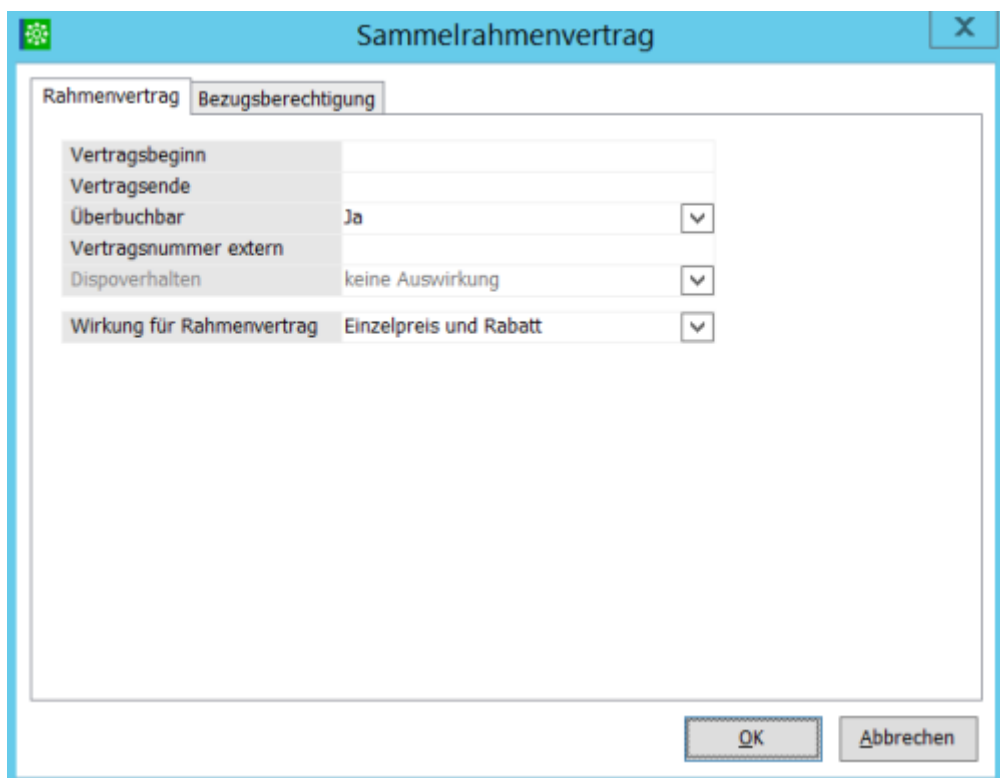 Sammelrahmenvertrag X
Rahmenvertrag Bezugsberechtigung
Vertragsbeginn
Vertragsende
Überbuchbar Ja
Vertragsnummer extern
Dispoverhalten keine Auswirkung
Wirkung für Rahmenvertrag Einzelpreis und Rabatt
OK Abbrechen